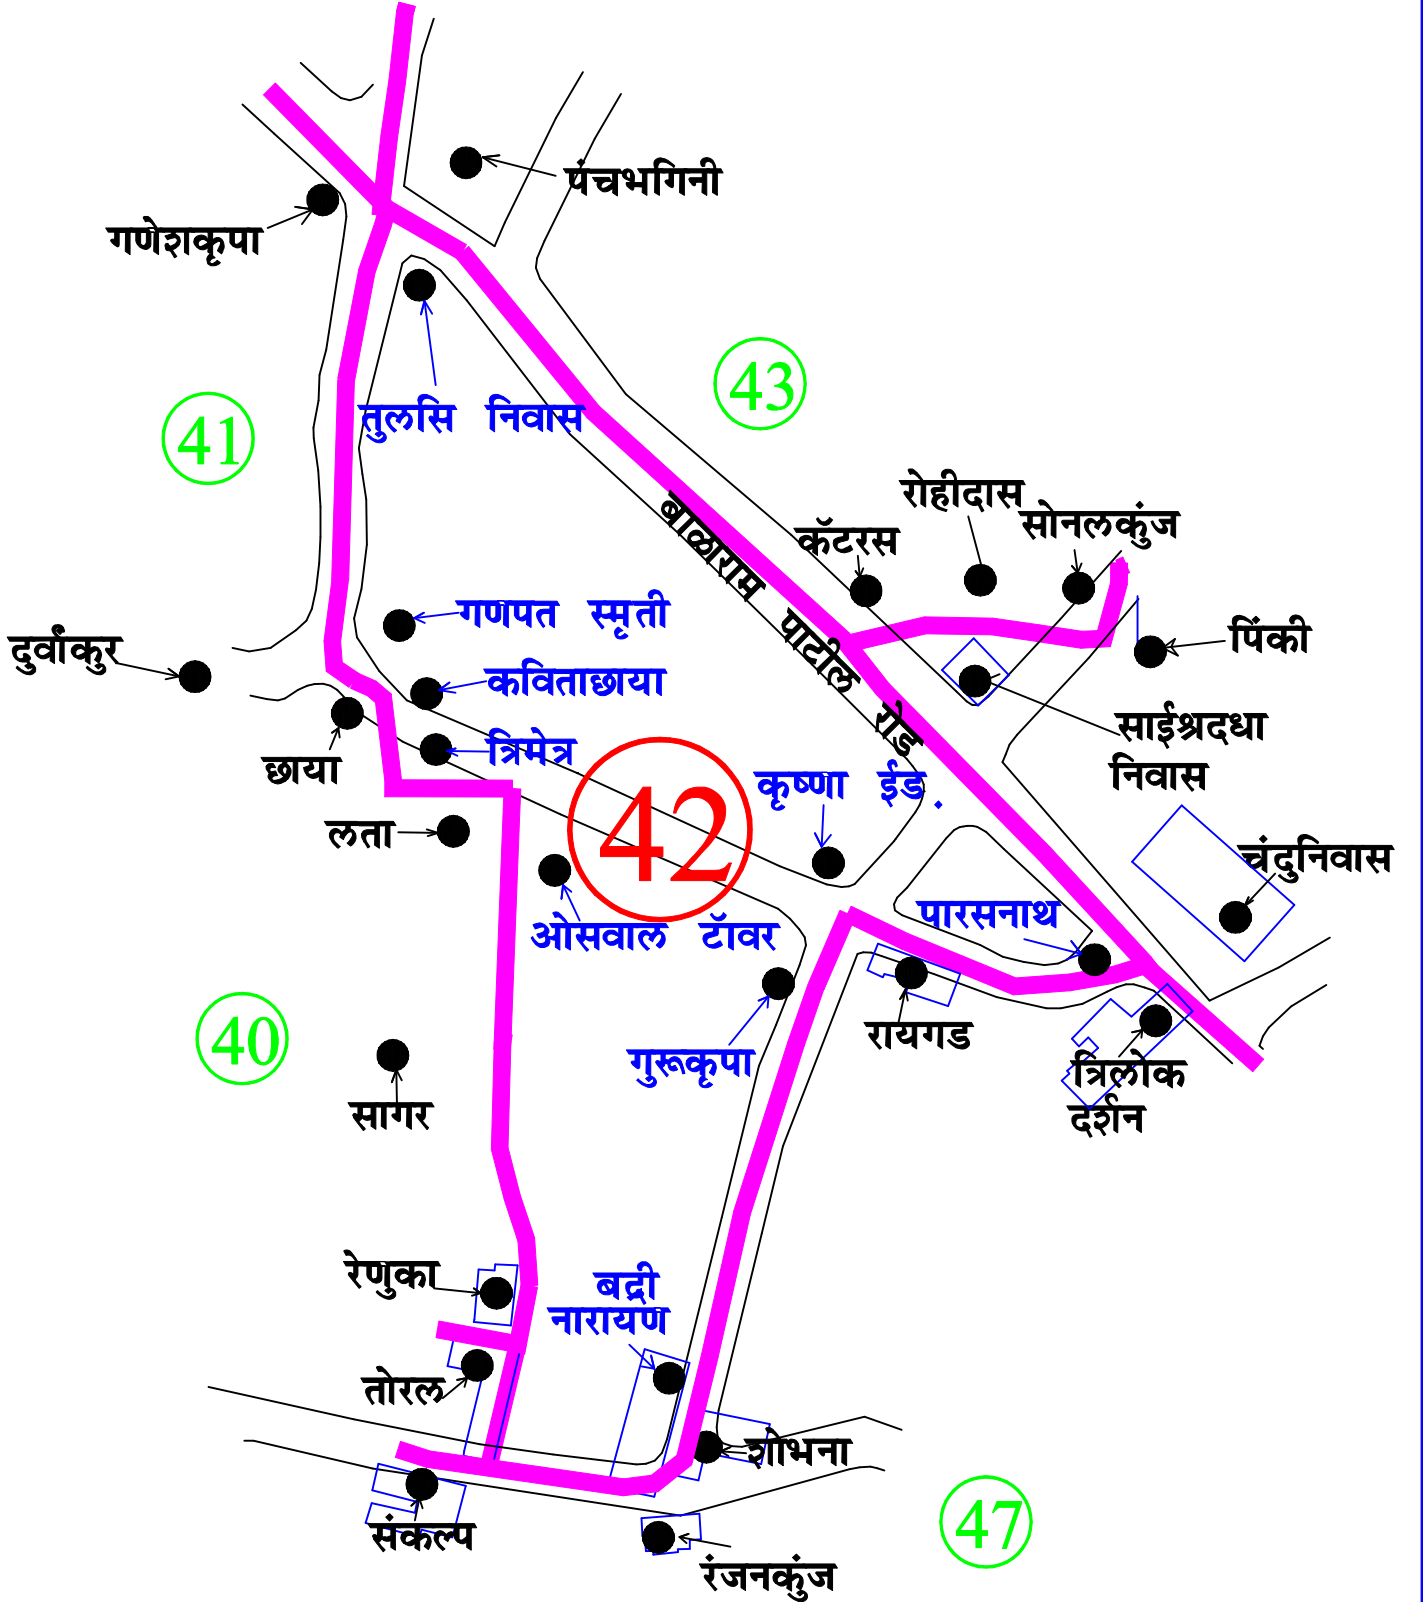 पंचभगिनी
गणेशकृपा
43
41
तुलसि निवास
रोहीदास
सोनलकुंज
कॅटरस
बाळाराम पाटील रोड
गणपत स्मृती
पिंकी
दुर्वांकुर
कविताछाया
साईश्रदधा
निवास
त्रिमेत्र
छाया
कृष्णा ईड.
42
लता
चंदुनिवास
पारसनाथ
ओसवाल टॅावर
रायगड
40
गुरूकृपा
त्रिलोक
दर्शन
सागर
रेणुका
बद्री
नारायण
तोरल
शोभना
47
संकल्प
रंजनकुंज